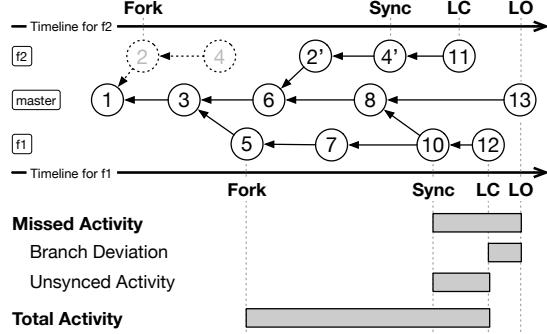 Fork Sync LC LO
Timeline for f2
f2 2 4 2' 4' 11
master 1 3 6 8 13
f1 5 7 10 12
Timeline for f1
Fork Sync LC LO
Missed Activity
Branch Deviation
Unsynced Activity
Total Activity